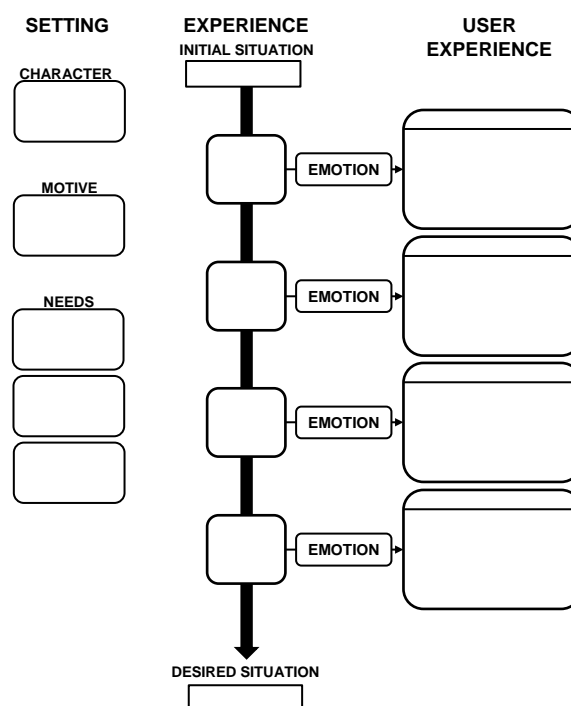 SETTING
CHARACTER
MOTIVE
NEEDS
EXPERIENCE
INITIAL SITUATION
EMOTION
EMOTION
EMOTION
EMOTION
DESIRED SITUATION
USER
EXPERIENCE